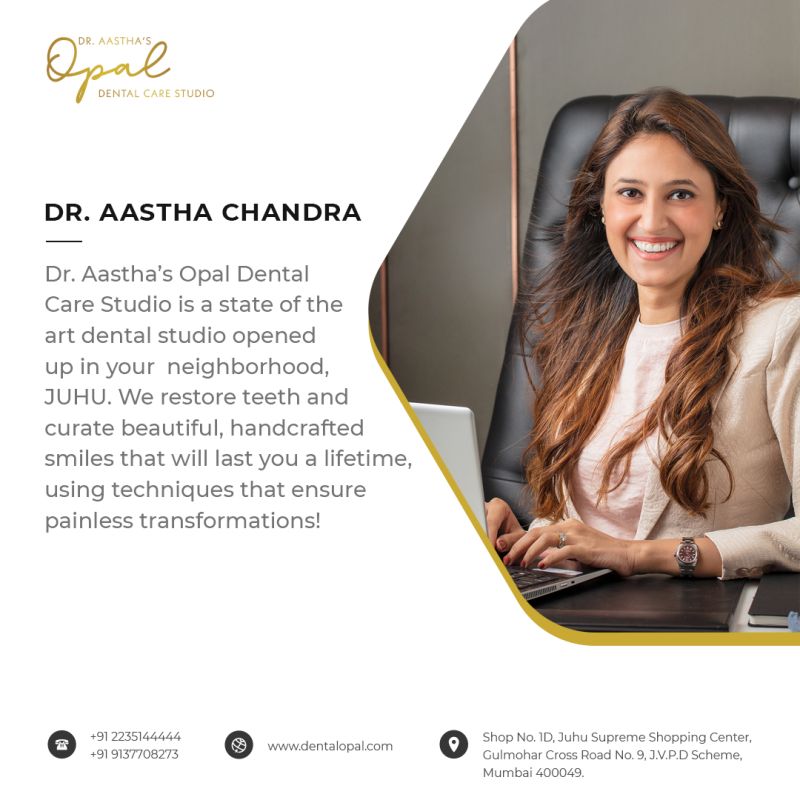 DR. AASTHA'S
Opal
DENTAL CARE STUDIO
DR. AASTHA CHANDRA
Dr. Aastha's Opal Dental
Care Studio is a state of the
art dental studio opened
up in your  neighborhood,
JUHU. We restore teeth and
curate beautiful, handcrafted
smiles that will last you a lifetime,
using techniques that ensure
painless transformations!
+91 2235144444
+91 9137708273
www.dentalopal.com
Shop No. 1D, Juhu Supreme Shopping Center,
Gulmohar Cross Road No. 9, J.V.P.D Scheme,
Mumbai 400049.